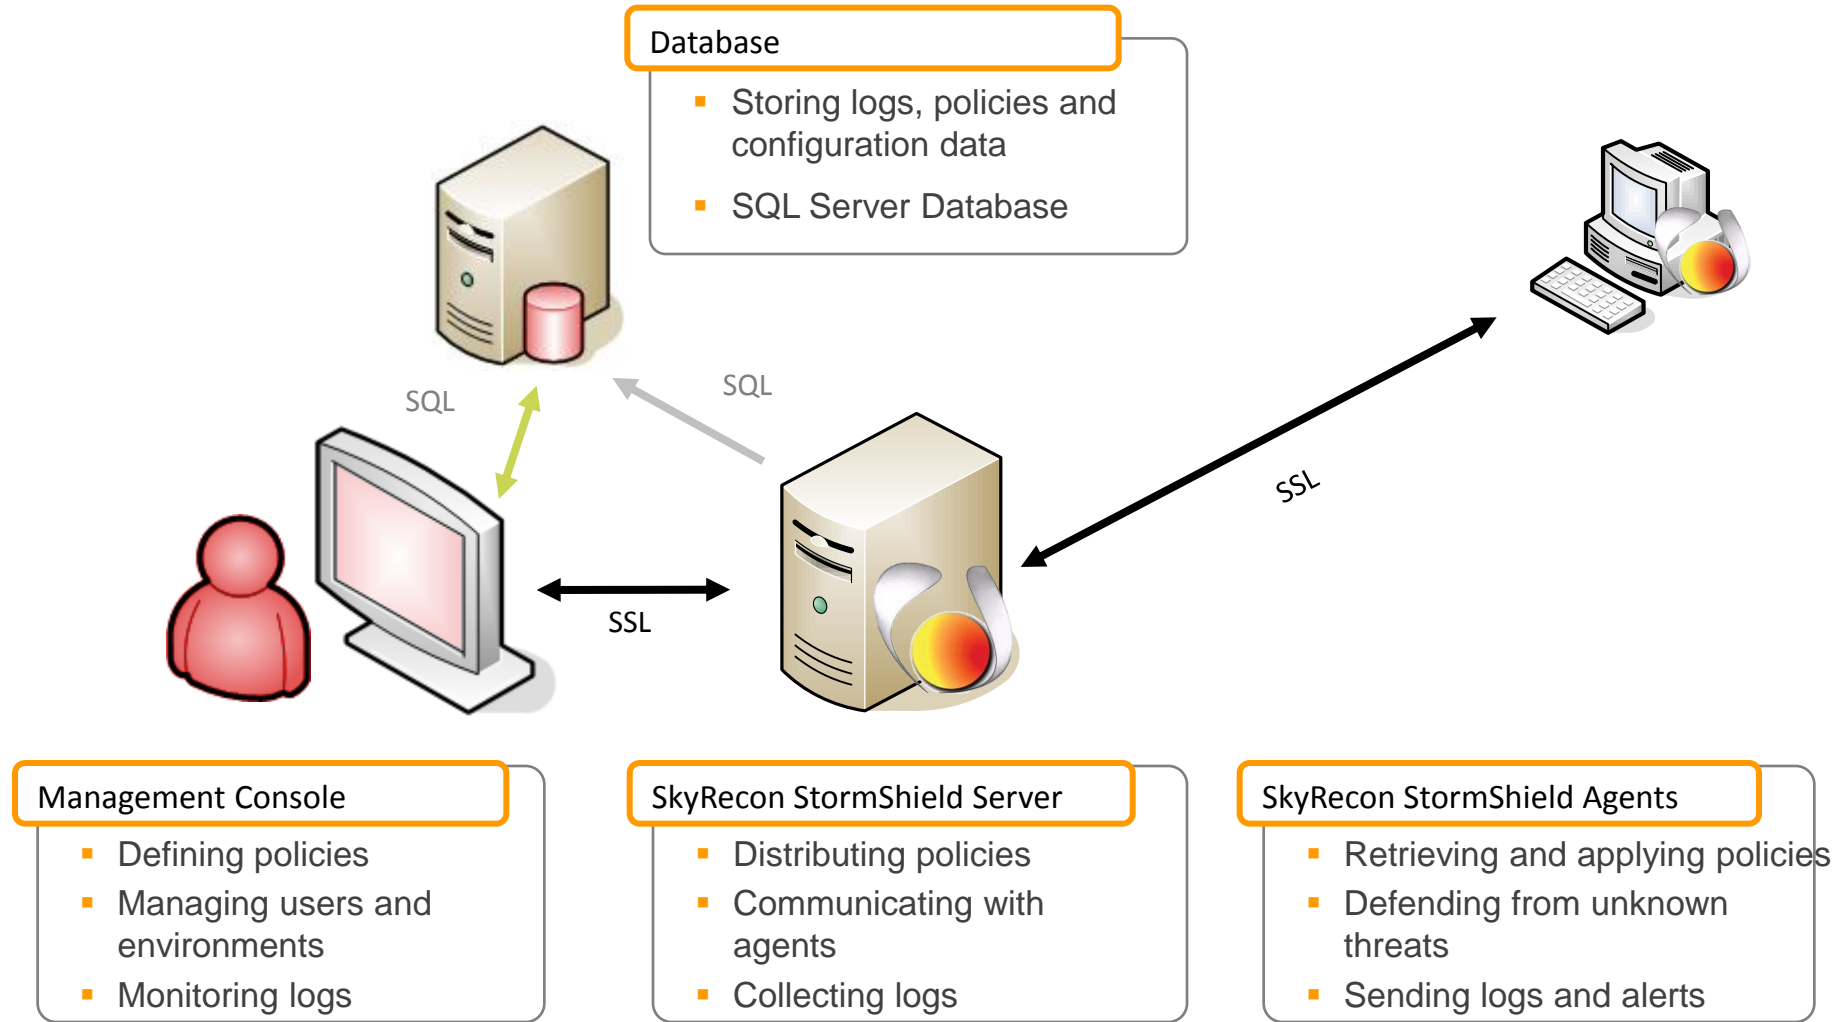 Database
Storing logs, policies and
configuration data
SQL Server Database
SQL
SQL
SSL
SSL
Management Console
Defining policies
Managing users and
environments
Monitoring logs
SkyRecon StormShield Server
Distributing policies
Communicating with
agents
Collecting logs
SkyRecon StormShield Agents
Retrieving and applying policies
Defending from unknown
threats
Sending logs and alerts